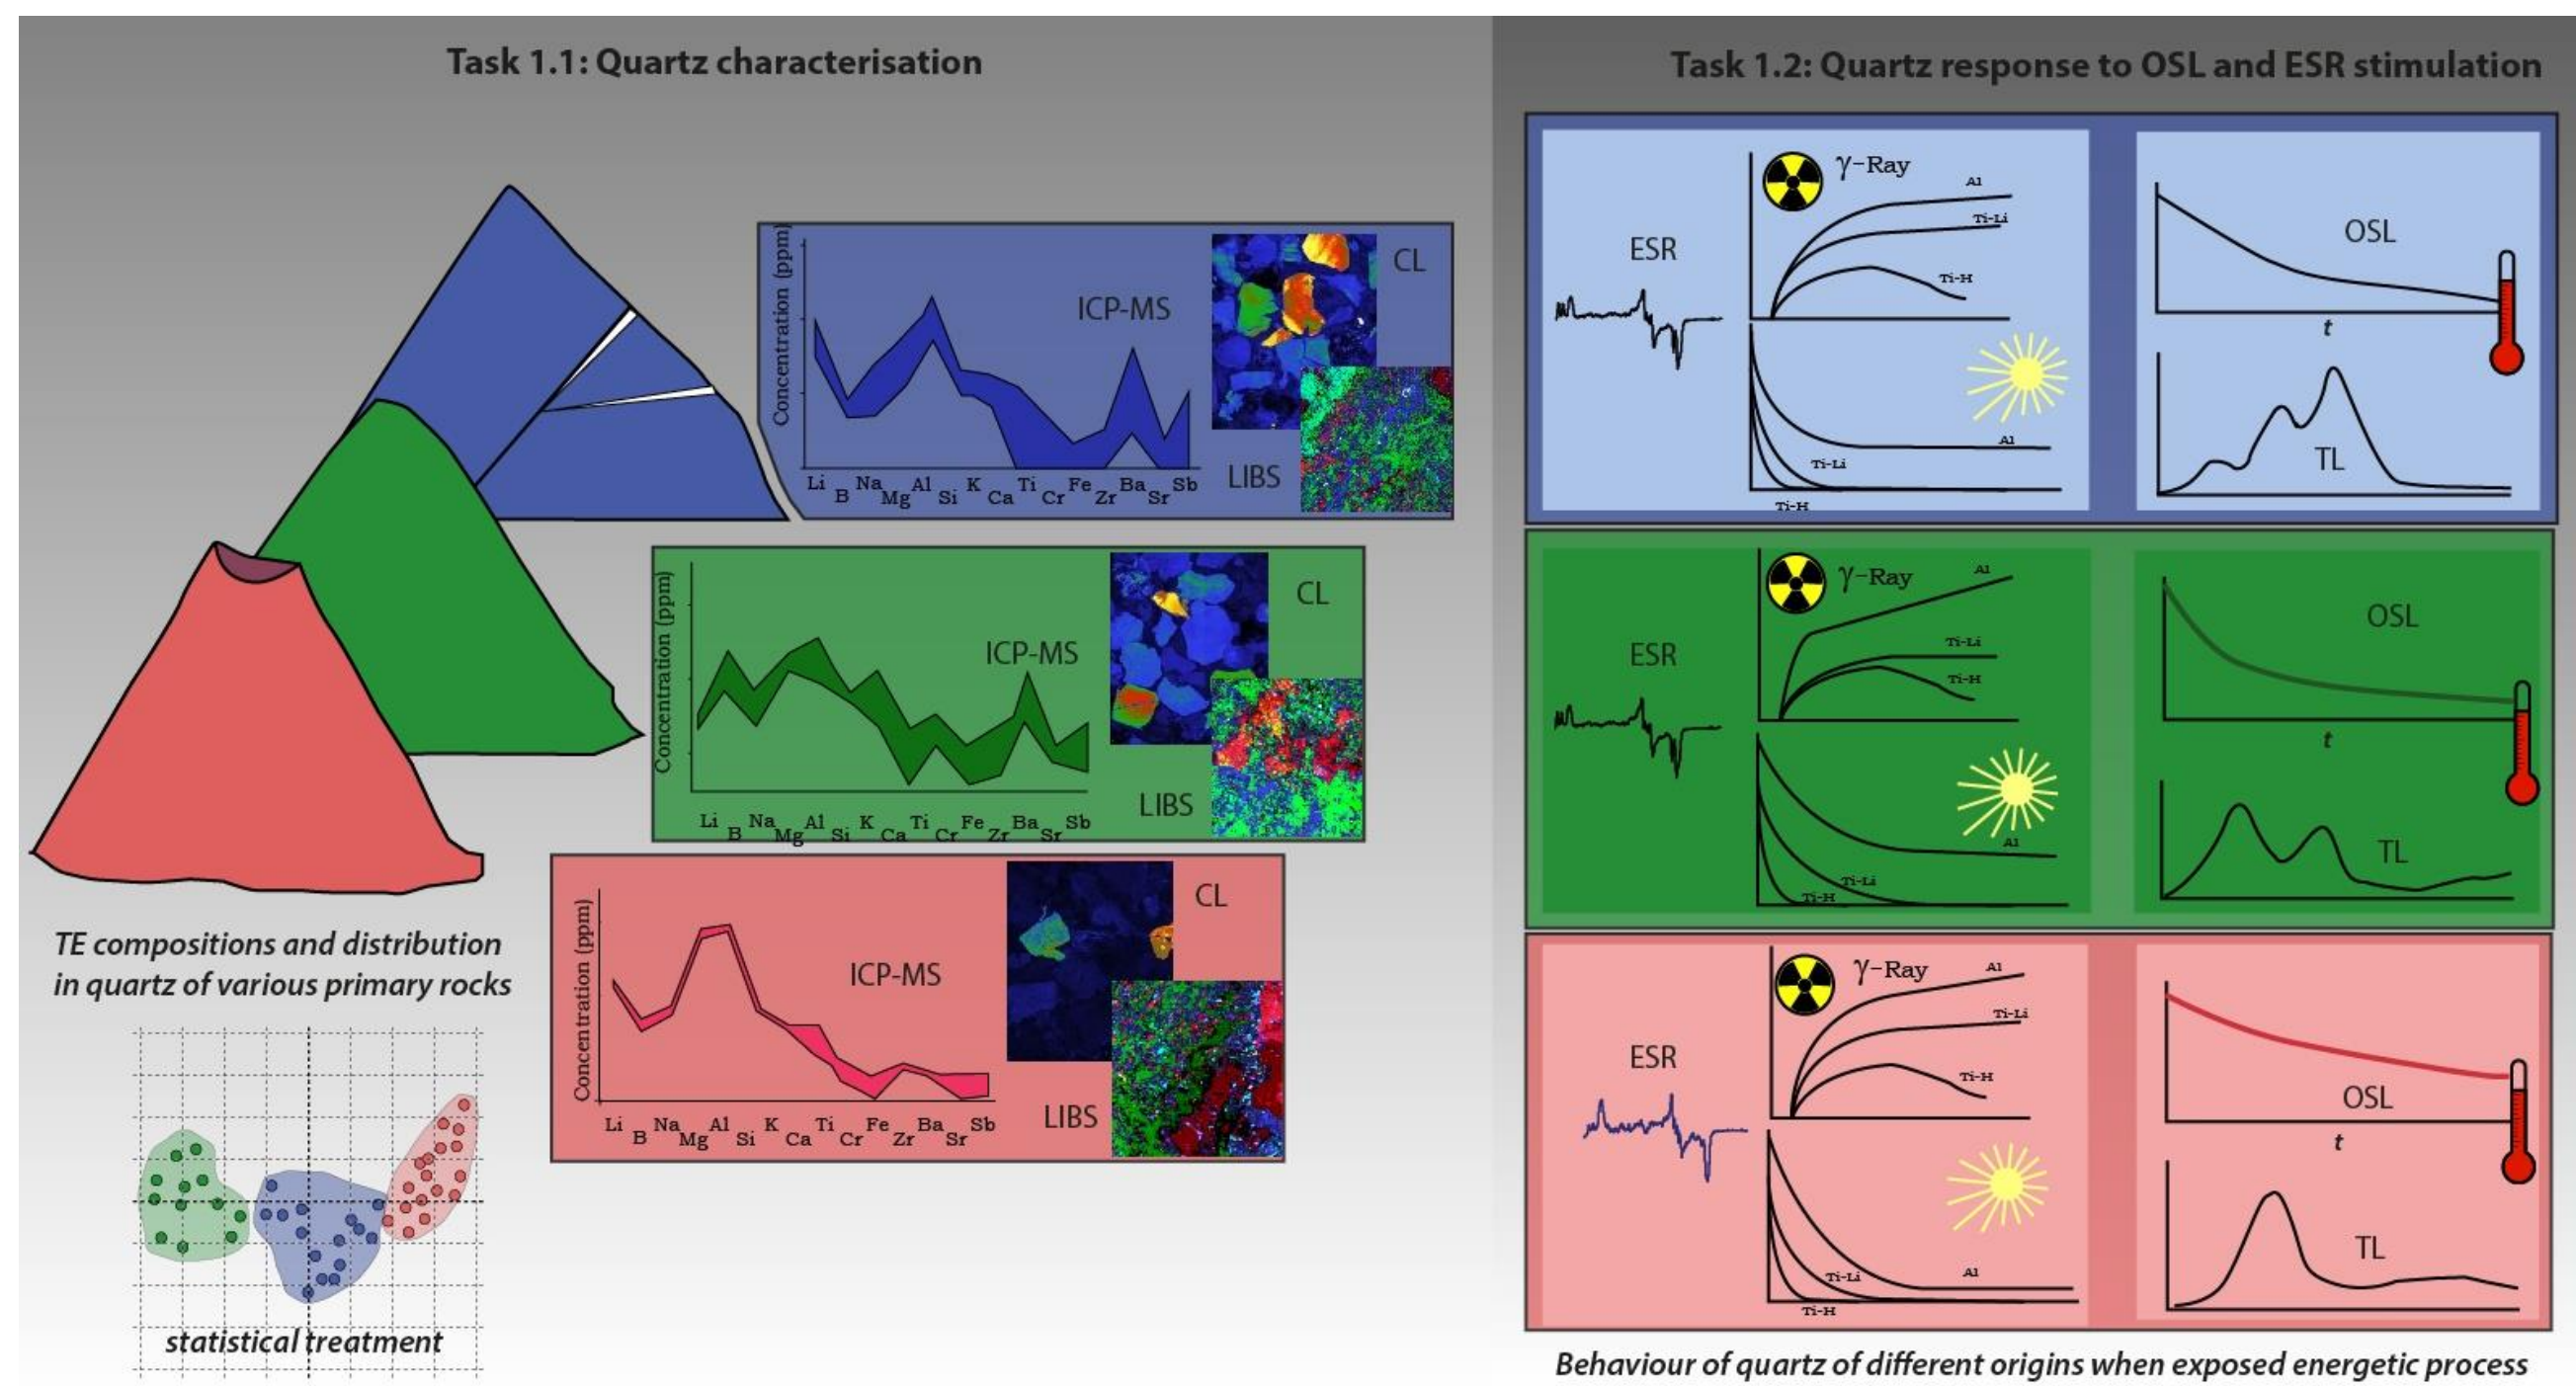 Task 1.1: Quartz characterisation
Concentration (ppm)
ICP-MS
CL
LIBS
Li B Na Mg Al Si K Ca Ti Cr Fe Zr Ba Sr Sb
Concentration (ppm)
ICP-MS
CL
LIBS
Li B Na Mg Al Si K Ca Ti Cr Fe Zr Ba Sr Sb
Concentration (ppm)
ICP-MS
CL
LIBS
Li B Na Mg Al Si K Ca Ti Cr Fe Zr Ba Sr Sb
TE compositions and distribution
in quartz of various primary rocks
statistical treatment
Task 1.2: Quartz response to OSL and ESR stimulation
ESR
γ-Ray
Al
Ti-Li
Ti-H
Al
Ti-Li
Ti-H
OSL
t
TL
ESR
γ-Ray
Al
Ti-Li
Ti-H
Al
Ti-Li
Ti-H
OSL
t
TL
ESR
γ-Ray
Al
Ti-Li
Ti-H
Al
Ti-Li
Ti-H
OSL
t
TL
Behaviour of quartz of different origins when exposed energetic process